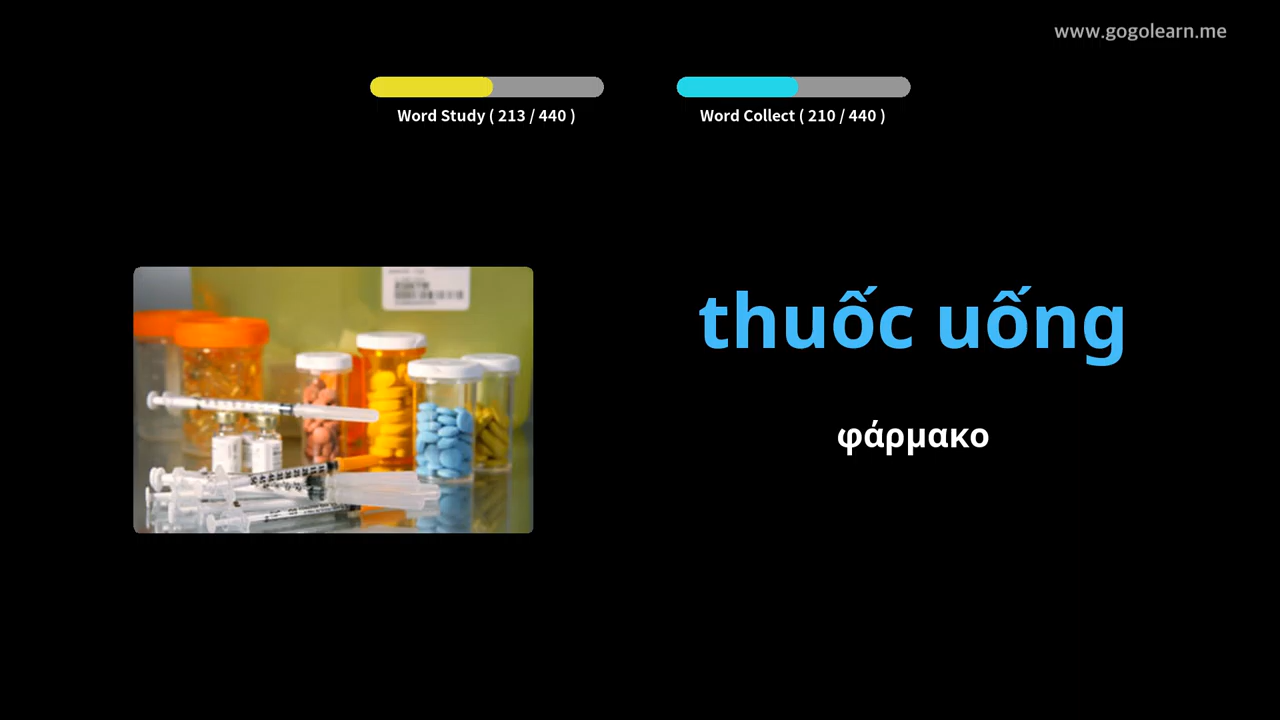 www.gogolearn.me
Word Study ( 213 / 440 )
Word Collect ( 210 / 440 )
thuốc uống
φάρμακο